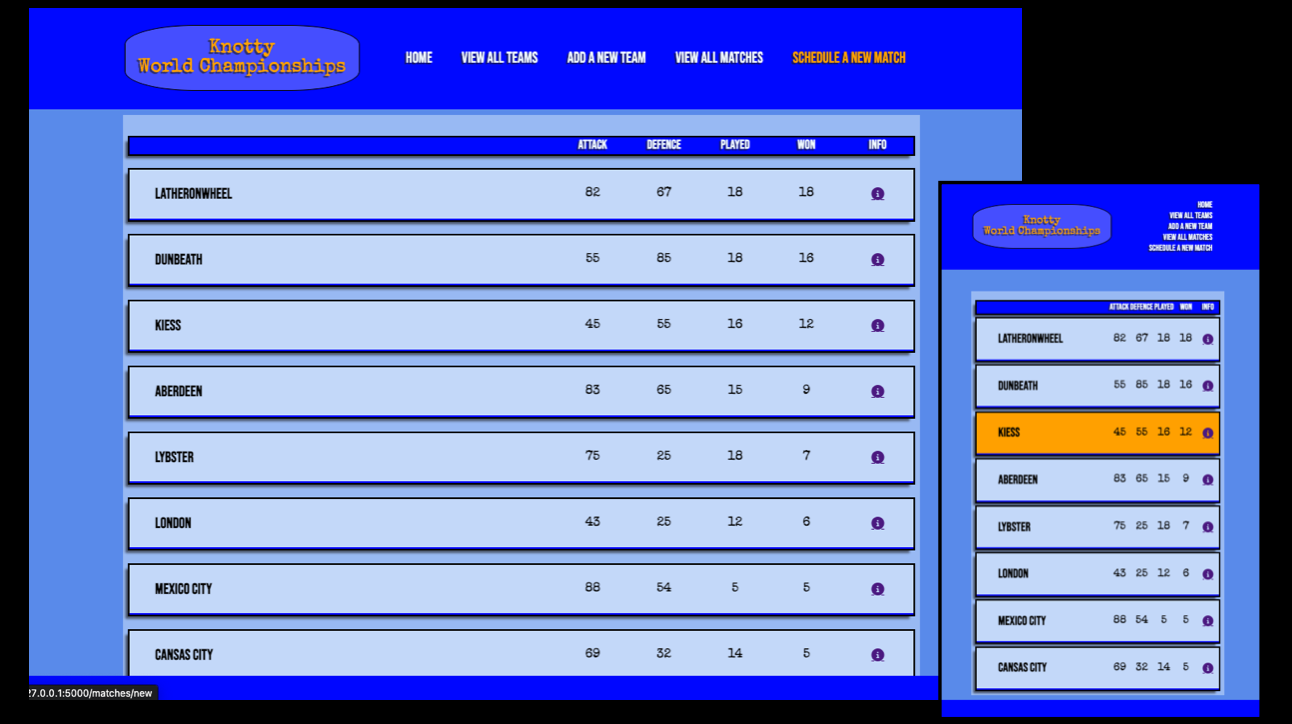 Knotty
World Championships
HOME VIEW ALL TEAMS ADD A NEW TEAM VIEW ALL MATCHES SCHEDULE A NEW MATCH
ATTACK DEFENCE PLAYED WON INFO
LATHERONWHEEL 82 67 18 18
DUNBEATH 55 85 18 16
KIESS 45 55 16 12
ABERDEEN 83 65 15 9
LYBSTER 75 25 18 7
LONDON 43 25 12 6
MEXICO CITY 88 54 5 5
CANSAS CITY 69 32 14 5
27.0.0.1:5000/matches/new
Knotty
World Championships
HOME
VIEW ALL TEAMS
ADD A NEW TEAM
VIEW ALL MATCHES
SCHEDULE A NEW MATCH
ATTACK DEFENCE PLAYED WON INFO
LATHERONWHEEL 82 67 18 18
DUNBEATH 55 85 18 16
KIESS 45 55 16 12
ABERDEEN 83 65 15 9
LYBSTER 75 25 18 7
LONDON 43 25 12 6
MEXICO CITY 88 54 5 5
CANSAS CITY 69 32 14 5